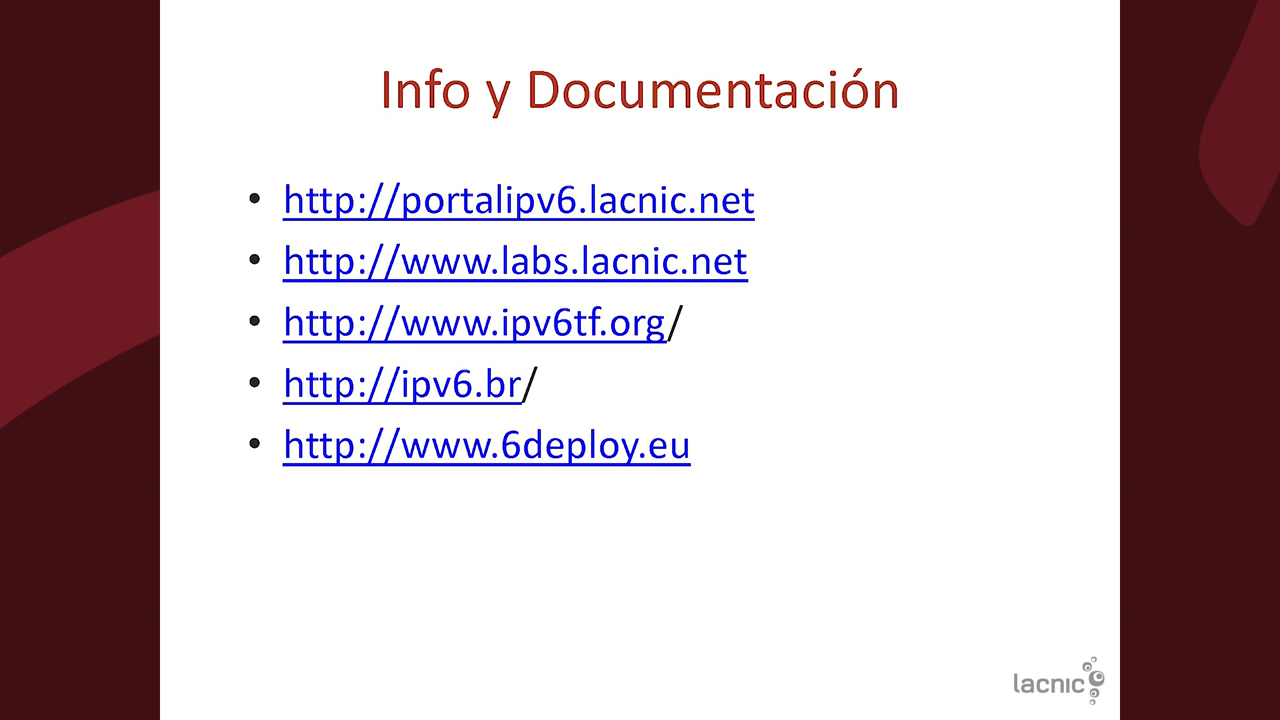 Info y Documentación
• http://portalipv6.lacnic.net
• http://www.labs.lacnic.net
• http://www.ipv6tf.org/
• http://ipv6.br/
• http://www.6deploy.eu
lacnic